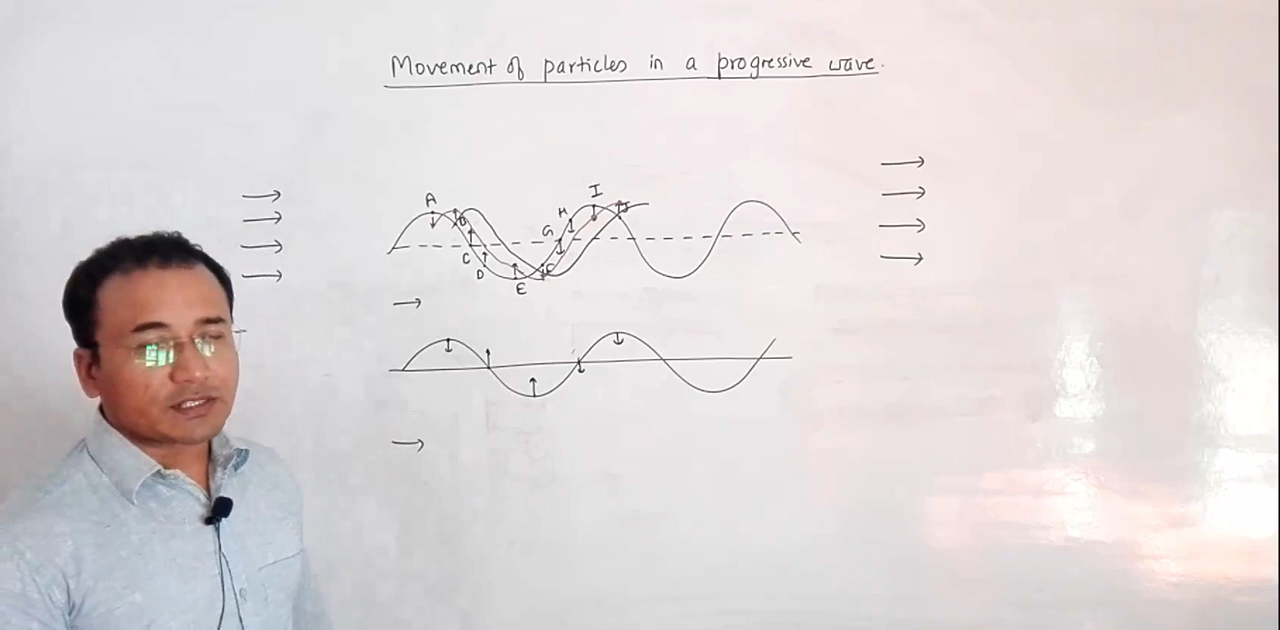 Movement of particles in a progressive wave.
A I
B H J
G
C F
D
E